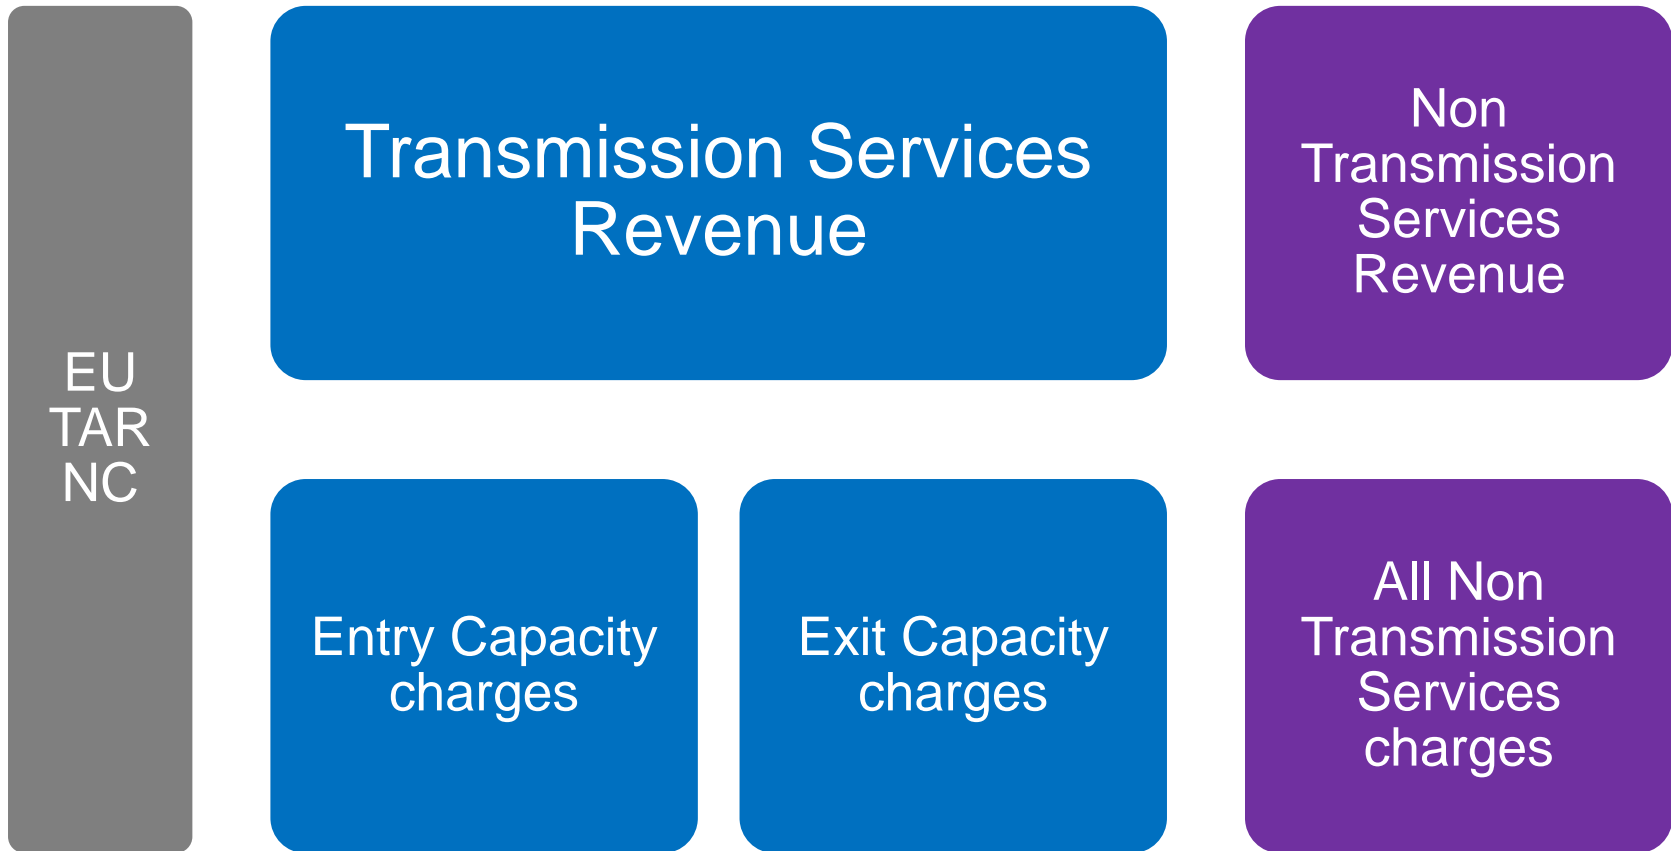 EU
TAR
NC
Transmission Services
Revenue
Non
Transmission
Services
Revenue
Entry Capacity
charges
Exit Capacity
charges
All Non
Transmission
Services
charges